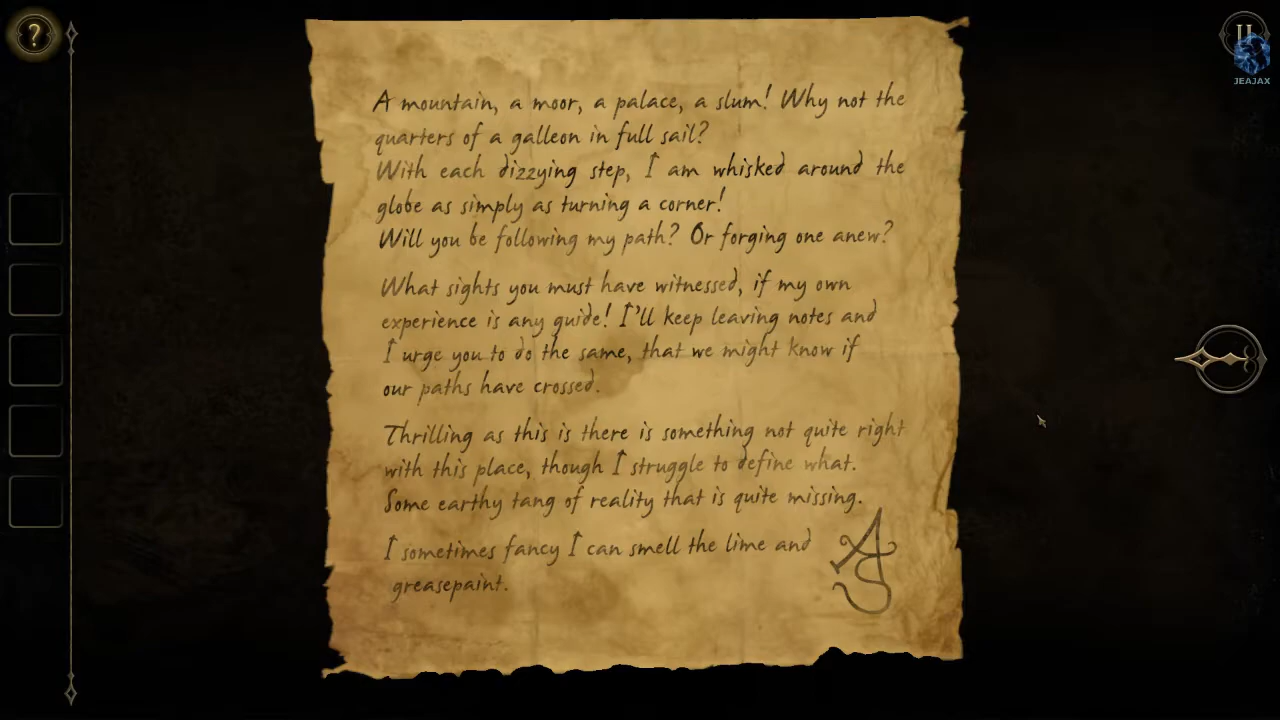 ?
A mountain, a moor, a palace, a slum! Why not the
quarters of a galleon in full sail?
With each dizzying step, I am whisked around the
globe as simply as turning a corner!
Will you be following my path? Or forging one anew?
What sights you must have witnessed, if my own
experience is any guide! I'll keep leaving notes and
I urge you to do the same, that we might know if
our paths have crossed.
Thrilling as this is there is something not quite right
with this place, though I struggle to define what.
Some earthy tang of reality that is quite missing.
I sometimes fancy I can smell the lime and
greasepaint.
JEAJAX